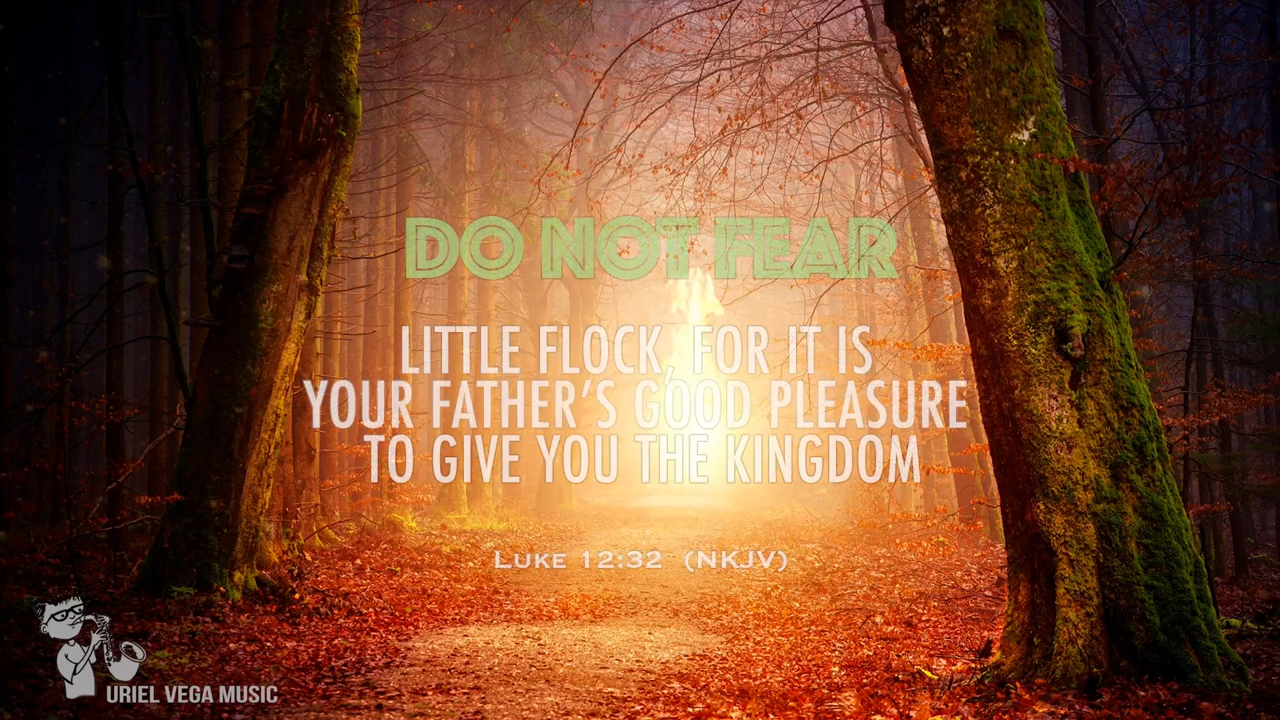 DO NOT FEAR
LITTLE FLOCK, FOR IT IS
YOUR FATHER'S GOOD PLEASURE
TO GIVE YOU THE KINGDOM
Luke 12:32 (NKJV)
URIEL VEGA MUSIC